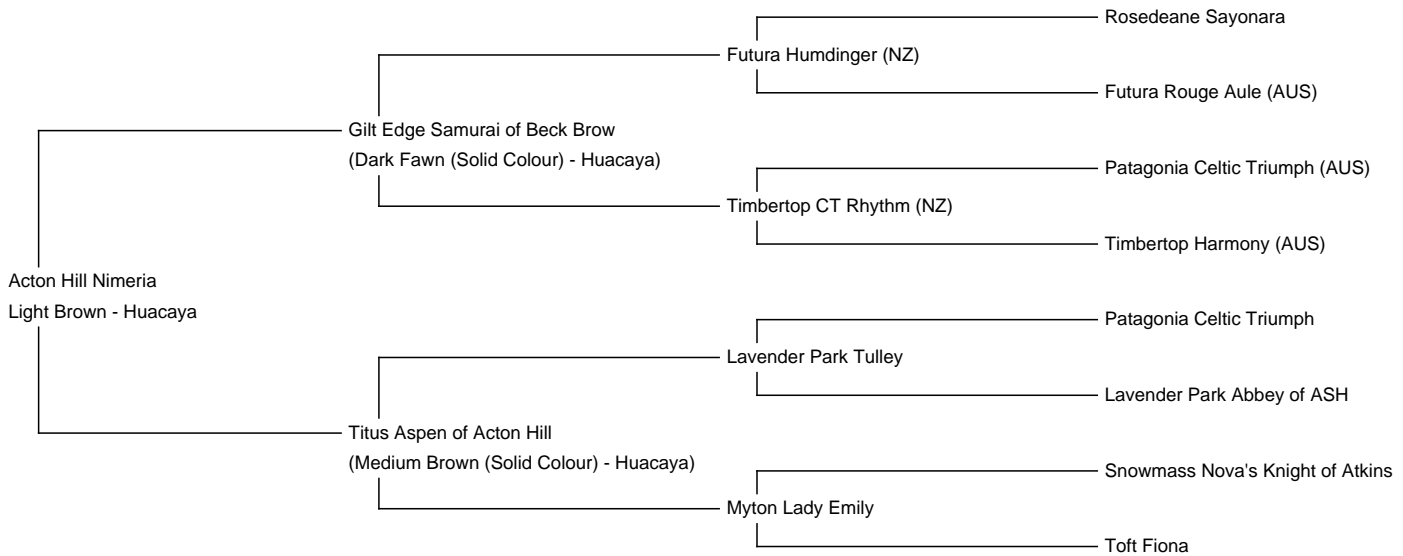 Rosedeane Sayonara
Futura Humdinger (NZ)
Futura Rouge Aule (AUS)
Gilt Edge Samurai of Beck Brow
(Dark Fawn (Solid Colour) - Huacaya)
Patagonia Celtic Triumph (AUS)
Timbertop CT Rhythm (NZ)
Timbertop Harmony (AUS)
Acton Hill Nimeria
Light Brown - Huacaya
Patagonia Celtic Triumph
Lavender Park Tulley
Lavender Park Abbey of ASH
Titus Aspen of Acton Hill
(Medium Brown (Solid Colour) - Huacaya)
Snowmass Nova's Knight of Atkins
Myton Lady Emily
Toft Fiona